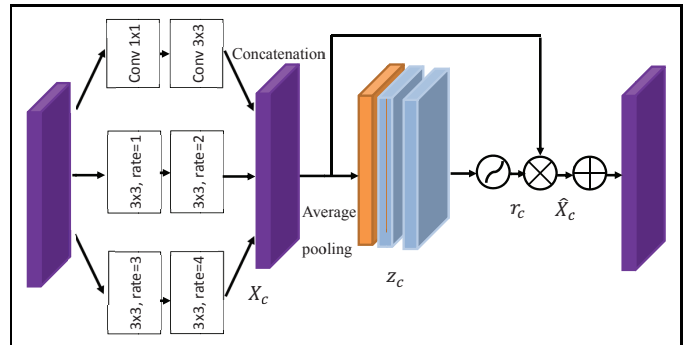 Conv 1x1
Conv 3x3
Concatenation
3x3, rate=1
3x3, rate=2
3x3, rate=3
3x3, rate=4
X_c
Average
pooling
z_c
r_c
X̂_c